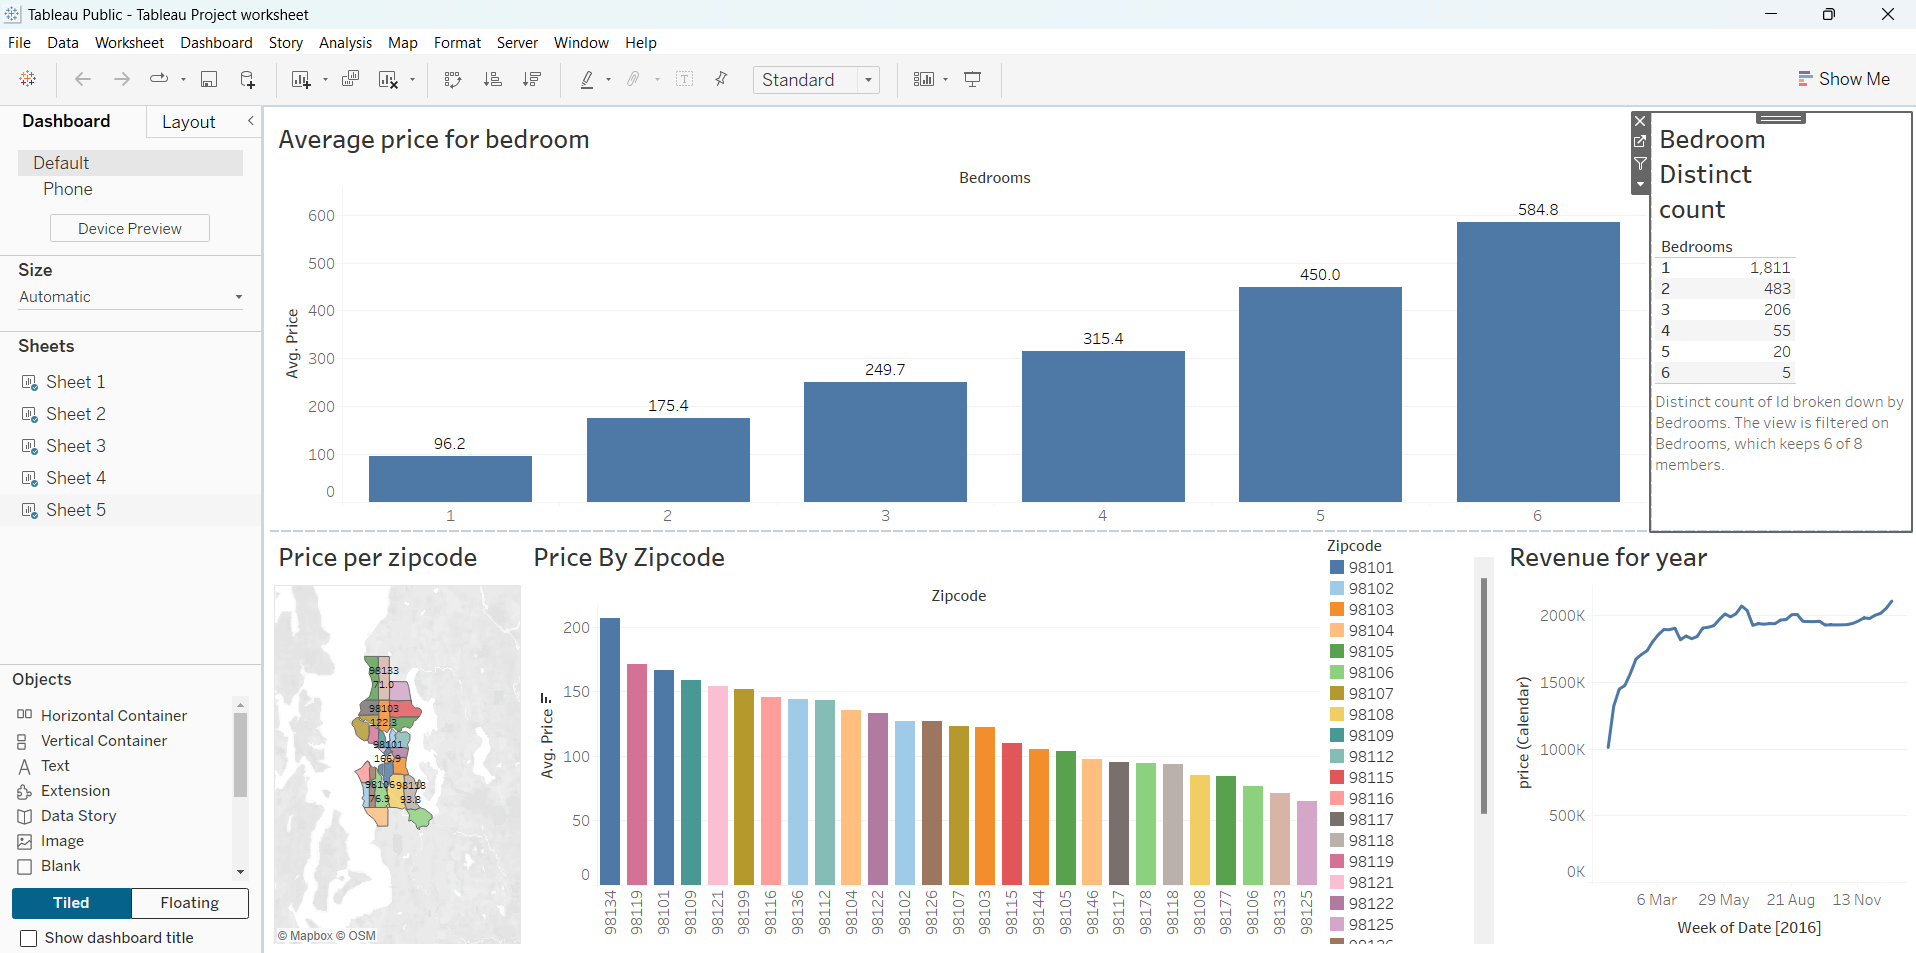 Tableau Public - Tableau Project worksheet
File Data Worksheet Dashboard Story Analysis Map Format Server Window Help
Standard
Show Me
Dashboard Layout
Default
Phone
Device Preview
Size
Automatic
Sheets
Sheet 1
Sheet 2
Sheet 3
Sheet 4
Sheet 5
Objects
Horizontal Container
Vertical Container
Text
Extension
Data Story
Image
Blank
Tiled Floating
Show dashboard title
Average price for bedroom
Bedrooms
Avg. Price
600
500
400
300
200
100
0
96.2
175.4
249.7
315.4
450.0
584.8
1 2 3 4 5 6
Bedroom
Distinct
count
Bedrooms
1 1,811
2 483
3 206
4 55
5 20
6 5
Distinct count of Id broken down by
Bedrooms. The view is filtered on
Bedrooms, which keeps 6 of 8
members.
Price per zipcode
98133
71.0
98103
122.3
98101
166.9
98106 98118
76.9 93.8
© Mapbox © OSM
Price By Zipcode
Zipcode
Avg. Price
200
150
100
50
0
98134 98119 98101 98109 98121 98199 98116 98136 98112 98104 98122 98102 98126 98107 98103 98115 98144 98105 98146 98117 98178 98118 98108 98177 98106 98133 98125
Zipcode
98101
98102
98103
98104
98105
98106
98107
98108
98109
98112
98115
98116
98117
98118
98119
98121
98122
98125
Revenue for year
price (Calendar)
2000K
1500K
1000K
500K
0K
6 Mar 29 May 21 Aug 13 Nov
Week of Date [2016]